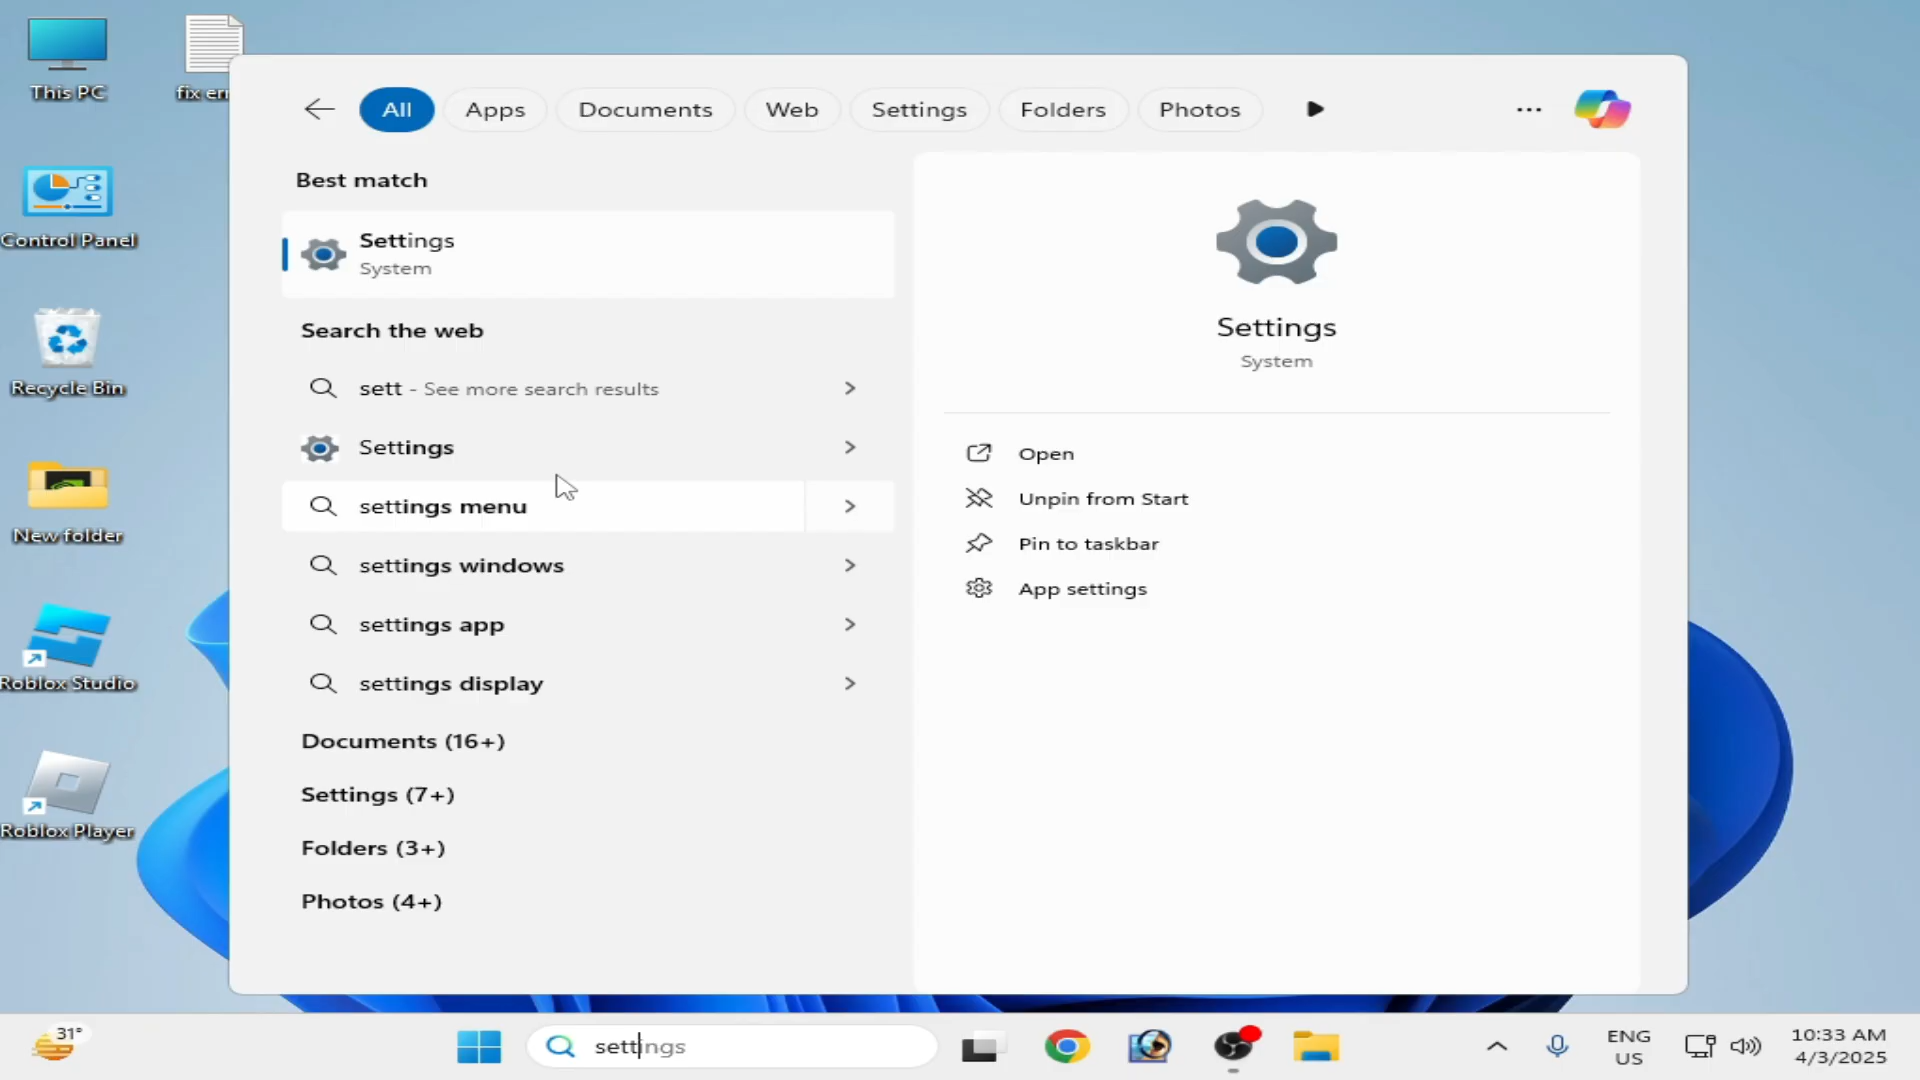 This PC
fix err
Control Panel
Recycle Bin
New folder
Roblox Studio
Roblox Player
All
Apps
Documents
Web
Settings
Folders
Photos
Best match
Settings
System
Search the web
sett - See more search results
Settings
settings menu
settings windows
settings app
settings display
Documents (16+)
Settings (7+)
Folders (3+)
Photos (4+)
Settings
System
Open
Unpin from Start
Pin to taskbar
App settings
31°
settings
ENG
US
10:33 AM
4/3/2025